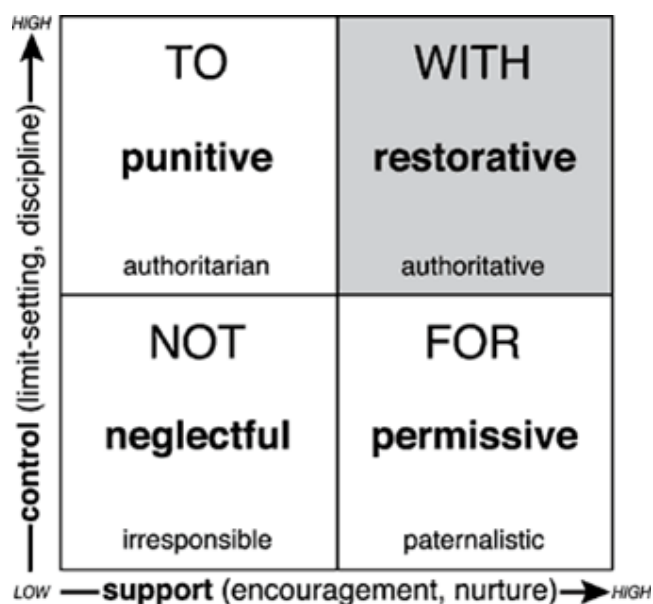 HIGH
TO
WITH
punitive
restorative
authoritarian
authoritative
control (limit-setting, discipline)
NOT
FOR
neglectful
permissive
irresponsible
paternalistic
LOW
support (encouragement, nurture)
HIGH